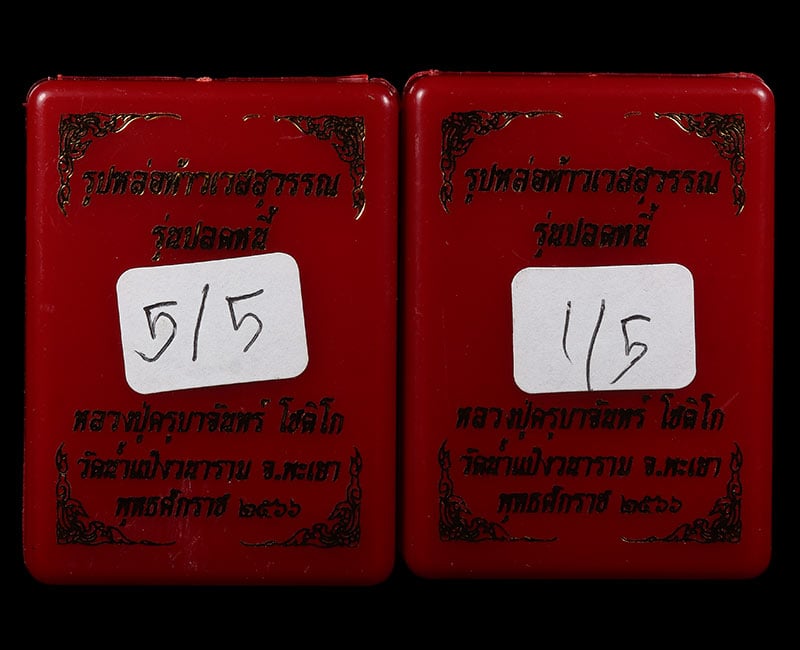 รูปหล่อท้าวเวสสุวรรณ
รุ่นปลดหนี้
5/5
หลวงปู่ครูบาจันทร์ โชติโก
วัดน้ำแป้งวนาราม จ.พะเยา
พุทธศักราช ๒๕๖๖
รูปหล่อท้าวเวสสุวรรณ
รุ่นปลดหนี้
1/5
หลวงปู่ครูบาจันทร์ โชติโก
วัดน้ำแป้งวนาราม จ.พะเยา
พุทธศักราช ๒๕๖๖